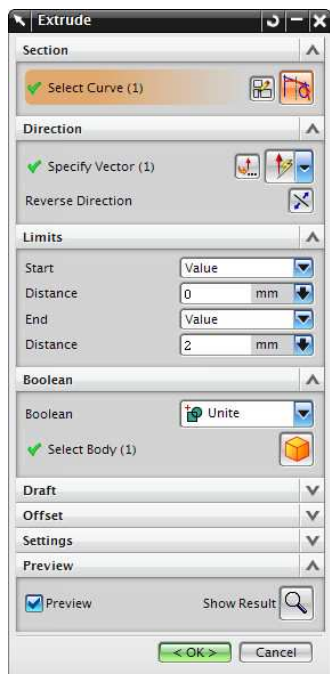 Extrude
Section
Select Curve (1)
Direction
Specify Vector (1)
Reverse Direction
Limits
Start Value
Distance 0 mm
End Value
Distance 2 mm
Boolean
Boolean Unite
Select Body (1)
Draft
Offset
Settings
Preview
Preview Show Result
< OK > Cancel